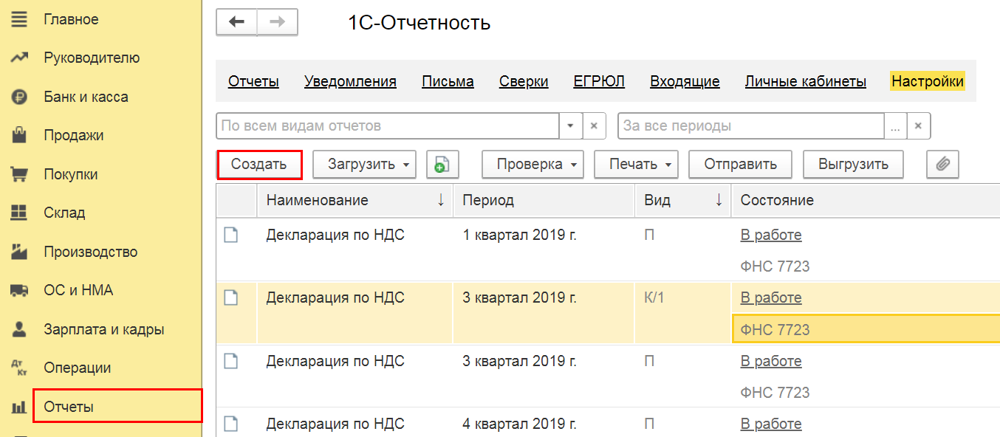 Главное
Руководителю
Банк и касса
Продажи
Покупки
Склад
Производство
ОС и НМА
Зарплата и кадры
Дт Кт Операции
Отчеты
1С-Отчетность
Отчеты Уведомления Письма Сверки ЕГРЮЛ Входящие Личные кабинеты Настройки
По всем видам отчетов За все периоды ...
Создать Загрузить Проверка Печать Отправить Выгрузить
Наименование Период Вид Состояние
Декларация по НДС 1 квартал 2019 г. П В работе
ФНС 7723
Декларация по НДС 3 квартал 2019 г. К/1 В работе
ФНС 7723
Декларация по НДС 3 квартал 2019 г. П В работе
ФНС 7723
Декларация по НДС 4 квартал 2019 г. П В работе